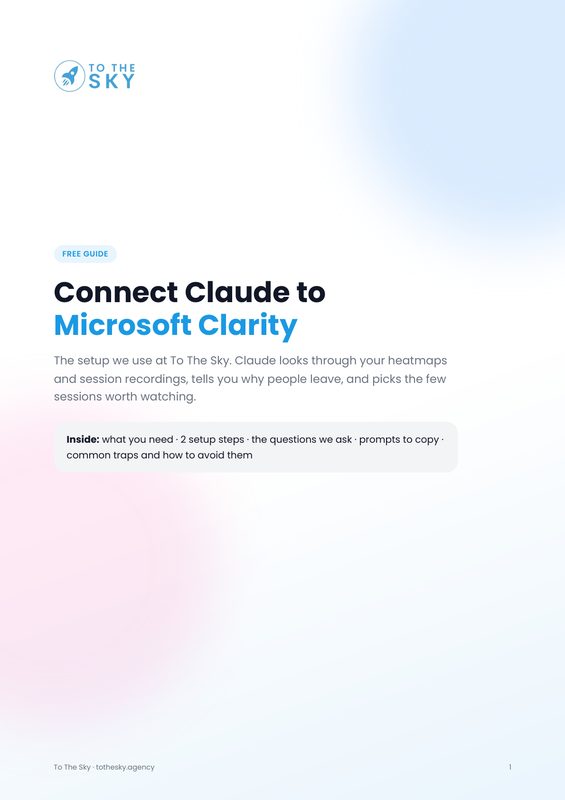 TO THE
SKY
FREE GUIDE
Connect Claude to
Microsoft Clarity
The setup we use at To The Sky. Claude looks through your heatmaps
and session recordings, tells you why people leave, and picks the few
sessions worth watching.
Inside: what you need · 2 setup steps · the questions we ask · prompts to copy ·
common traps and how to avoid them
To The Sky · tothesky.agency
1